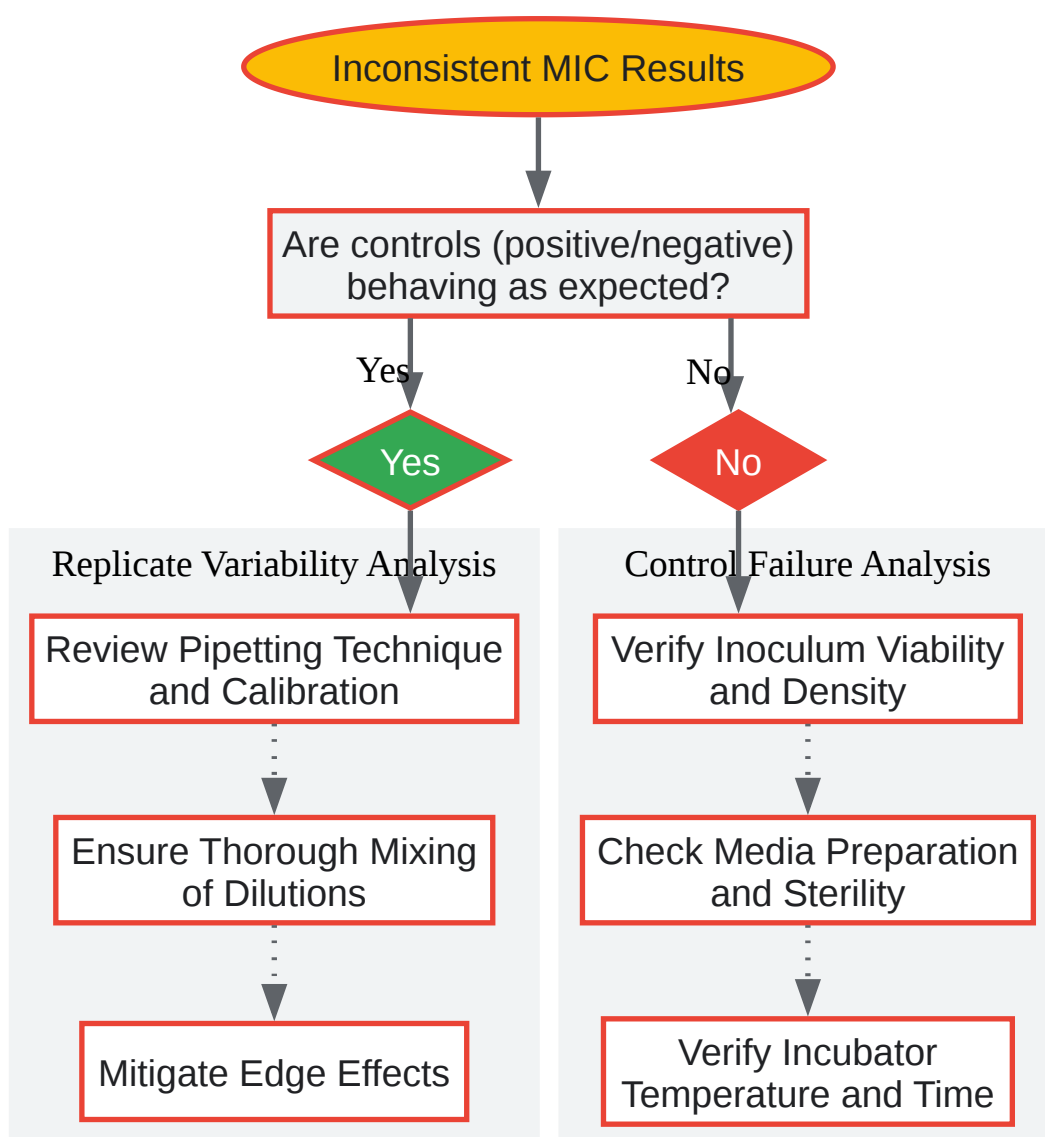 Inconsistent MIC Results
Are controls (positive/negative)
behaving as expected?
Yes
No
Yes
No
Replicate Variability Analysis
Review Pipetting Technique
and Calibration
Ensure Thorough Mixing
of Dilutions
Mitigate Edge Effects
Control Failure Analysis
Verify Inoculum Viability
and Density
Check Media Preparation
and Sterility
Verify Incubator
Temperature and Time